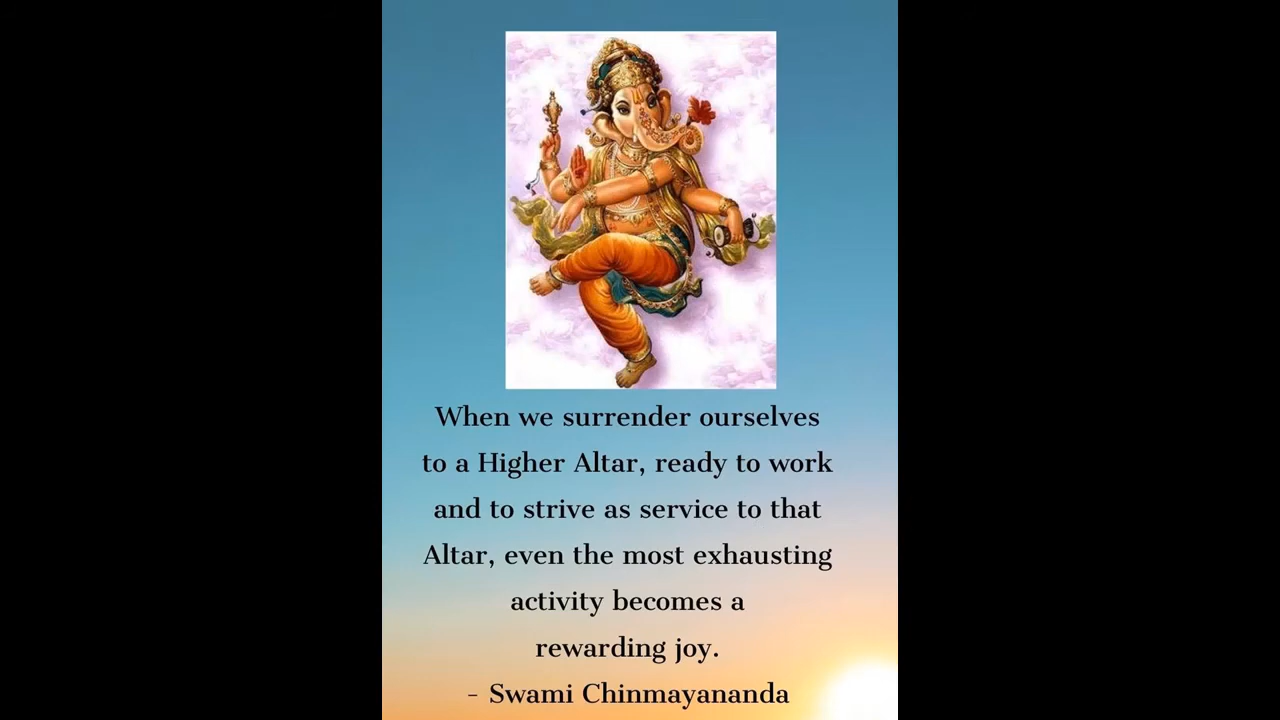 When we surrender ourselves
to a Higher Altar, ready to work
and to strive as service to that
Altar, even the most exhausting
activity becomes a
rewarding joy.
- Swami Chinmayananda